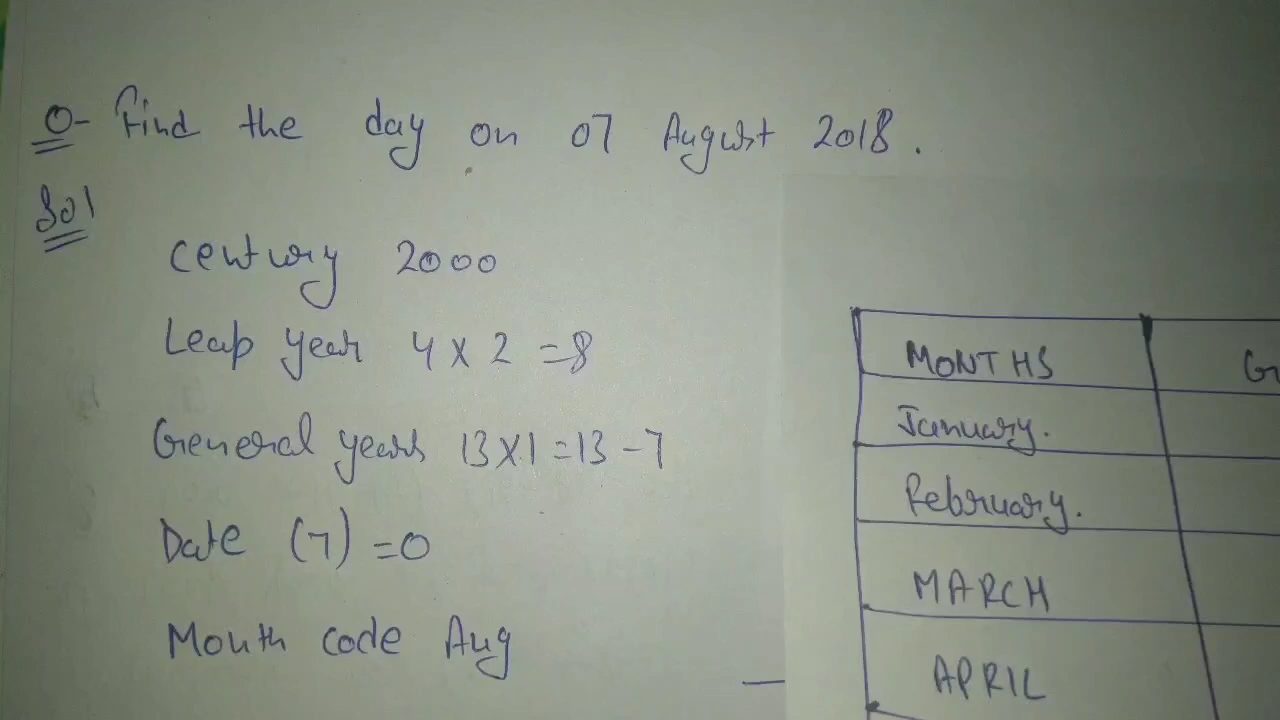 Q- Find the day on 07 August 2018.
Sol
century 2000
Leap year 4 x 2 = 8
General years 13 x 1 = 13 - 7
Date (7) = 0
Month code Aug
MONTHS
January.
February.
MARCH
APRIL